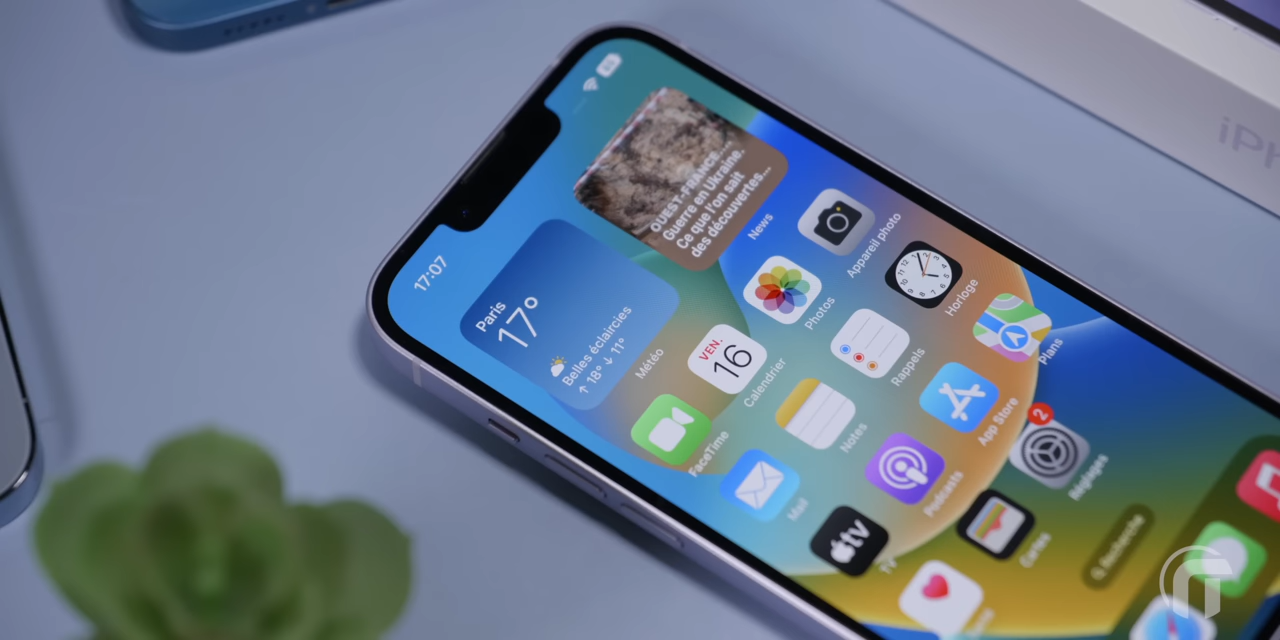 17:07
Paris
17°
Belles éclaircies
↑ 18° ↓ 11°
Météo
OUEST-FRANCE...
Guerre en Ukraine.
Ce que l'on sait
des découvertes...
News
FaceTime
VEN.
16
Calendrier
Photos
Appareil photo
Mail
Notes
Rappels
Horloge
tv
TV
Podcasts
App Store
Plans
Cartes
2
Réglages
Recherche
iPh